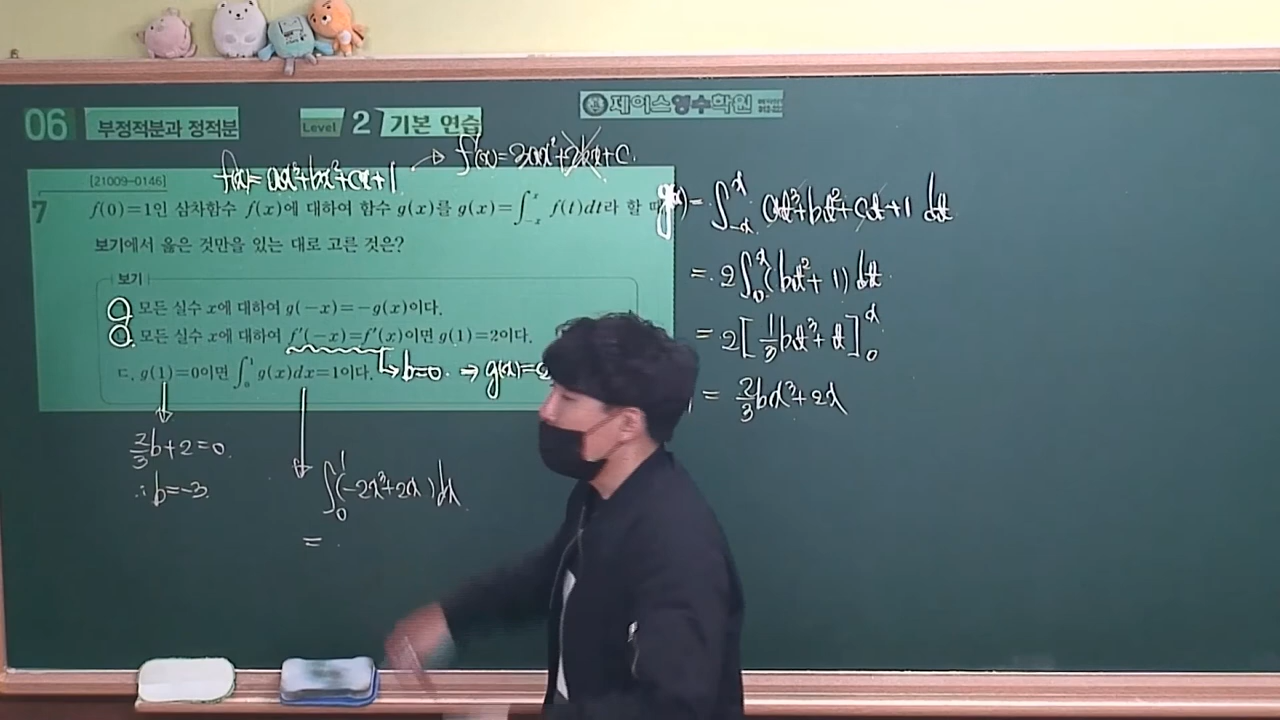 제이스영수학원
06 부정적분과 정적분 Level 2 기본 연습
f(x)=ax³+bx²+cx+1 → f'(x)=3ax²+2bx+c.
[21009-0146]
7 f(0)=1인 삼차함수 f(x)에 대하여 함수 g(x)를 g(x)=∫_{-x}^{x} f(t)dt라 할 때
보기에서 옳은 것만을 있는 대로 고른 것은?
보기
ㄱ. 모든 실수 x에 대하여 g(-x)=-g(x)이다.
ㄴ. 모든 실수 x에 대하여 f'(-x)=f'(x)이면 g(1)=2이다.
ㄷ. g(1)=0이면 ∫_0^1 g(x)dx=1이다.
b=0. → g(x)=2
2/3 b+2=0.
∴ b=-3.
∫_0^1 (-2x³+2x) dx
=
g(x)= ∫_{-x}^{x} at³+bt²+ct+1 dt
= 2∫_0^x (bt²+1) dt
= 2[1/3 bt³+t]_0^x
= 2/3 bx³+2x